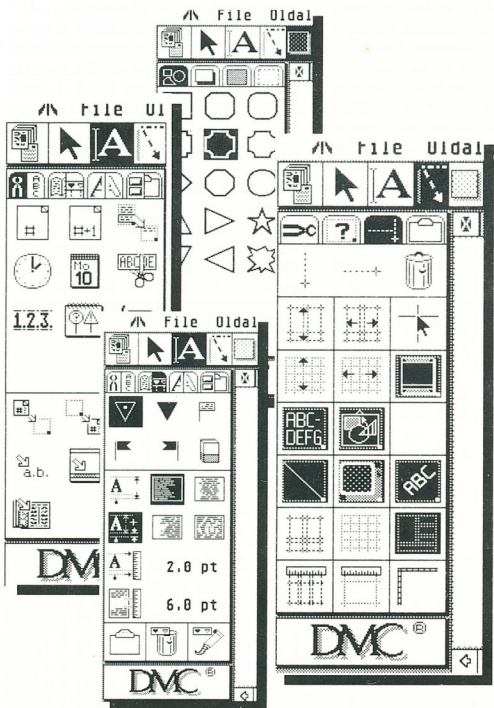 File Oldal
File Ol
A
#
#+1
ABCDE
Mo
10
1.2.3.
a.b.
File Oldal
A
A
A
A
2.0 pt
6.0 pt
DMC ®
DMC
File Oldal
A
?
ABC-
DEFG
ABC
DMC ®